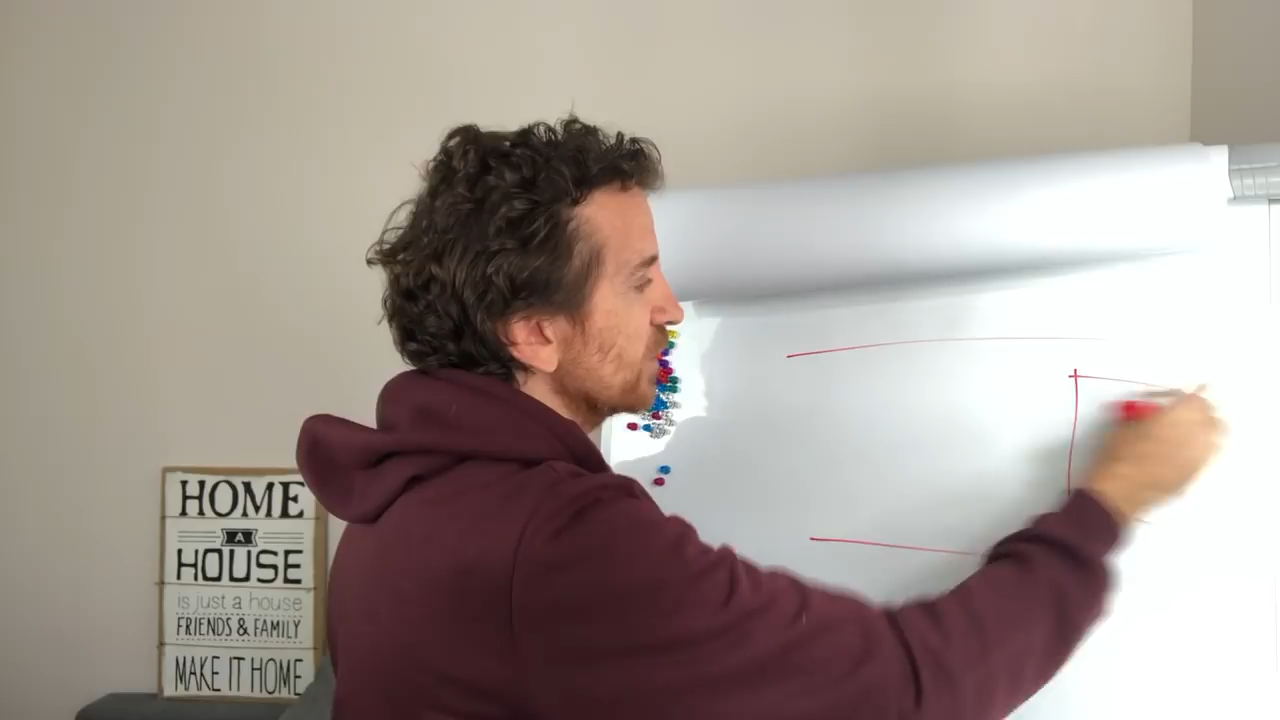 HOME
A
HOUSE
is just a house
FRIENDS & FAMILY
MAKE IT HOME